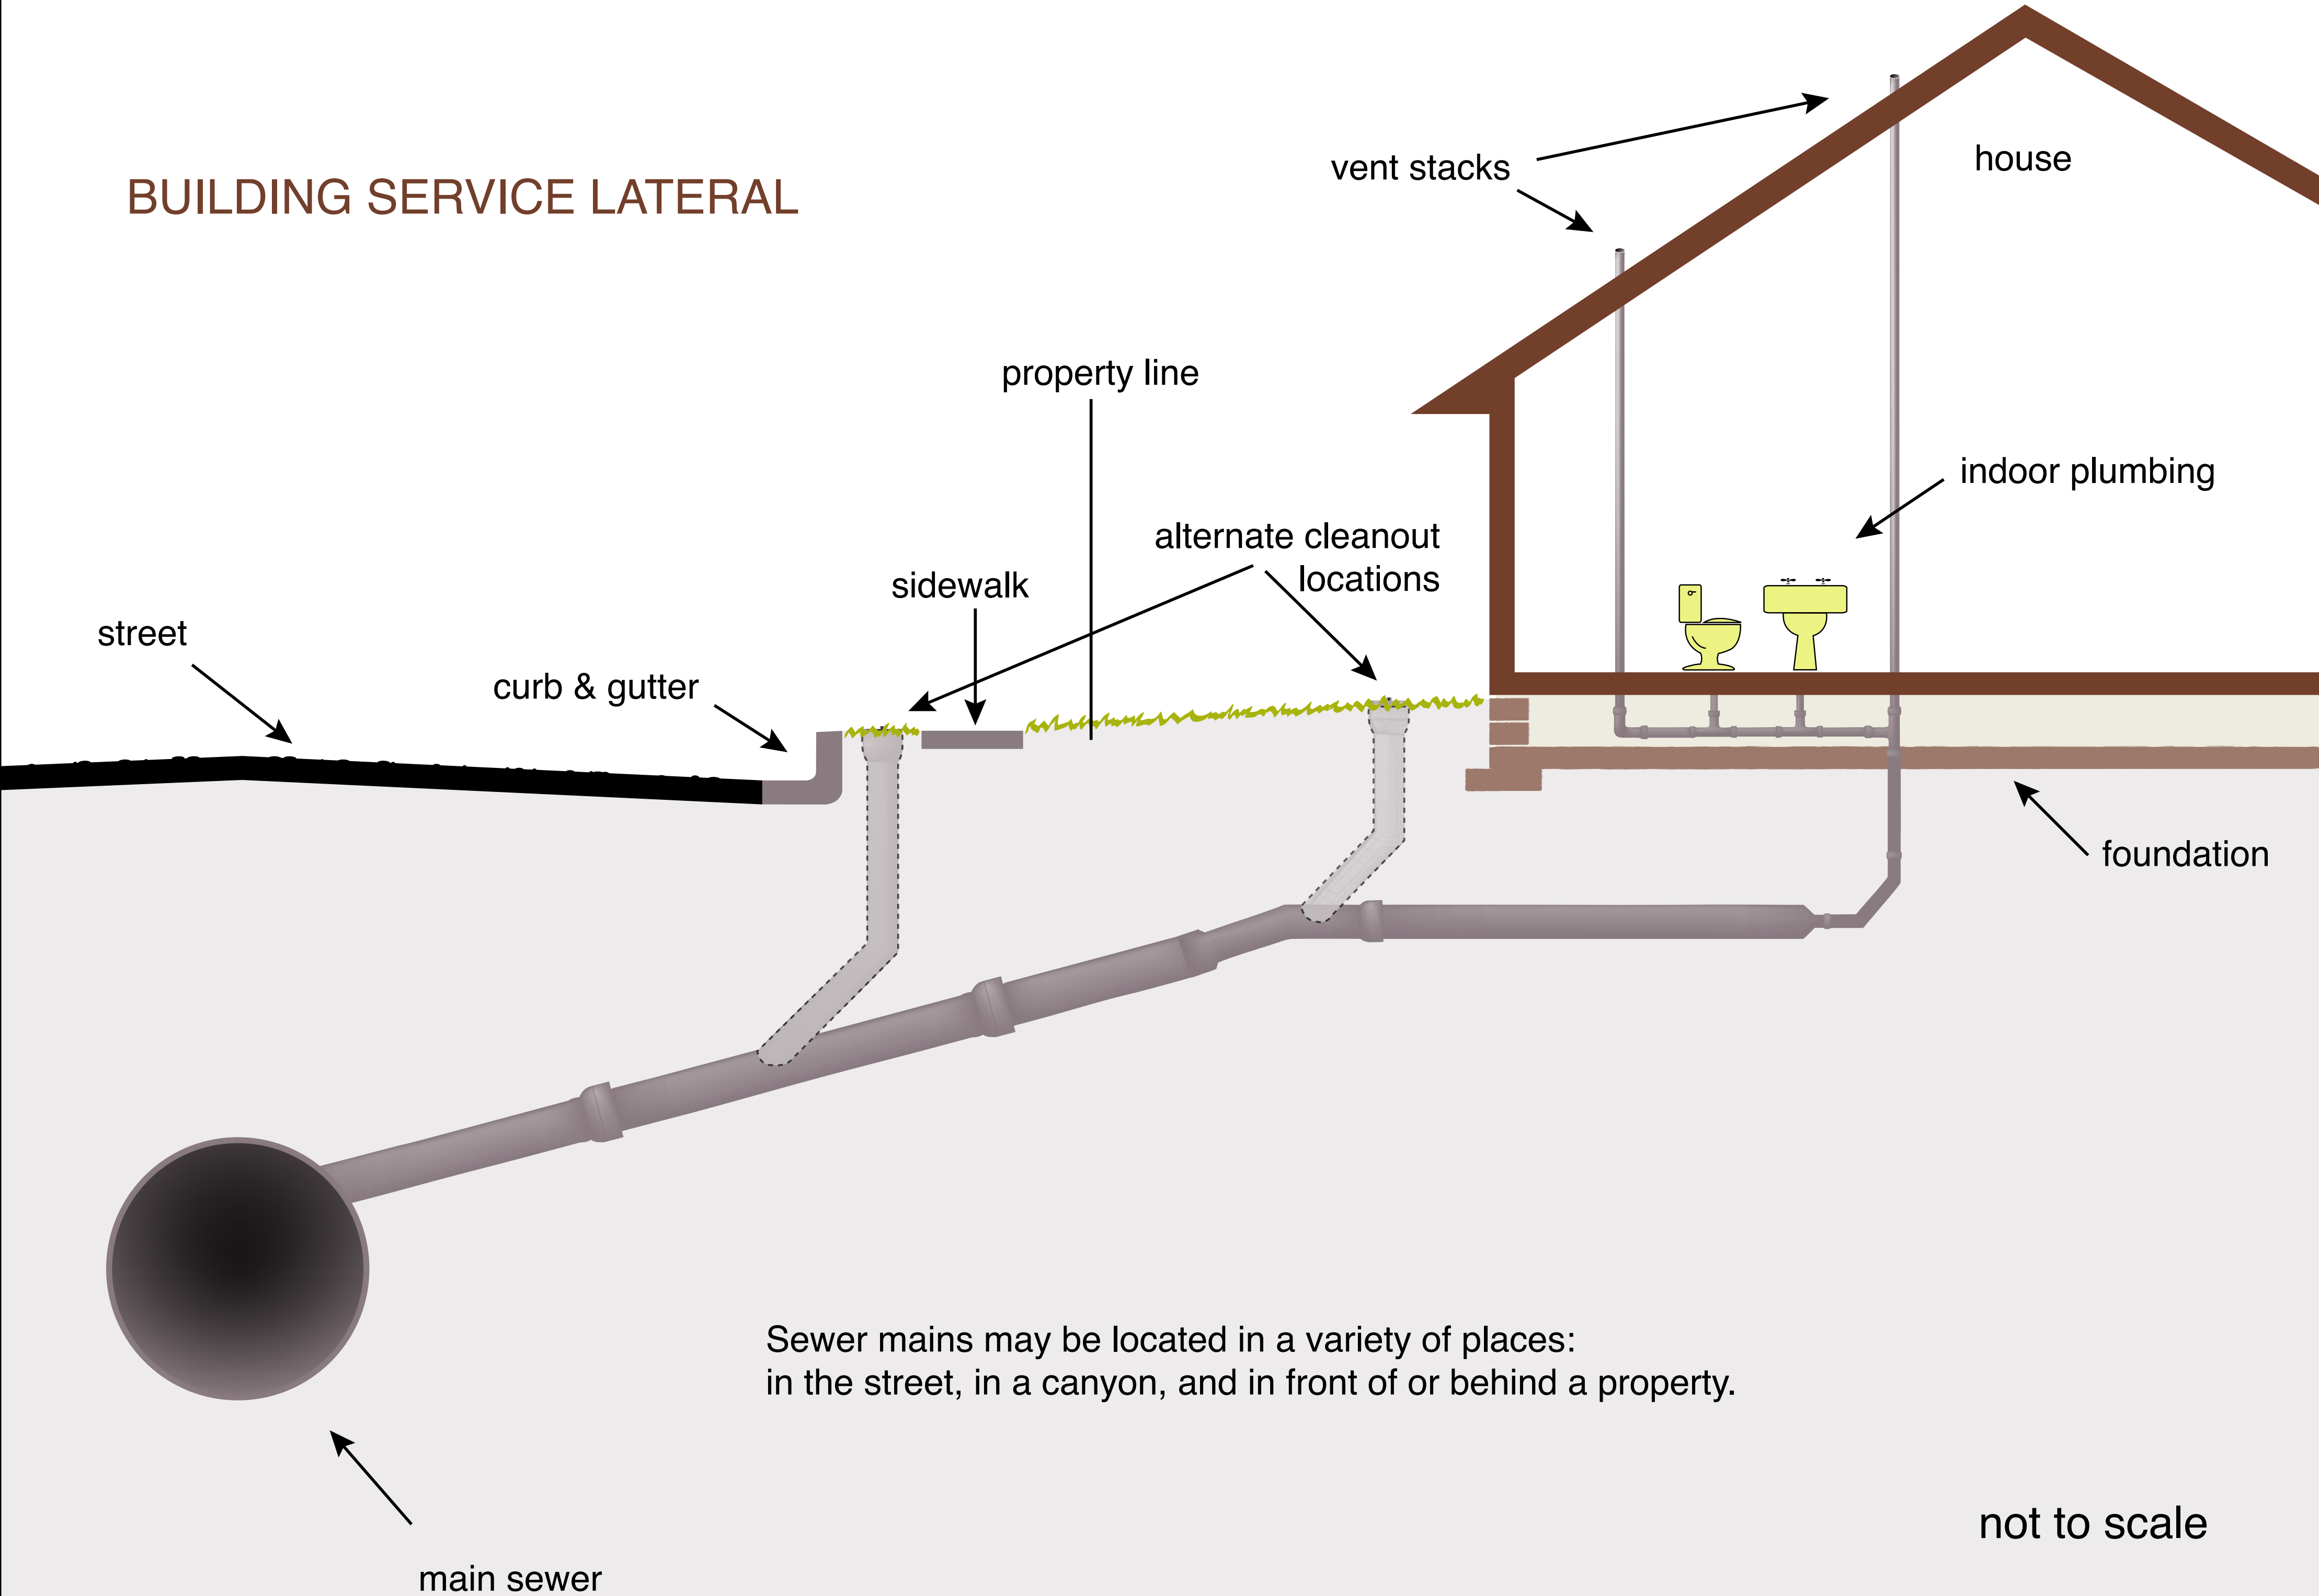 BUILDING SERVICE LATERAL
vent stacks
house
property line
indoor plumbing
alternate cleanout
locations
sidewalk
street
curb & gutter
foundation
Sewer mains may be located in a variety of places:
in the street, in a canyon, and in front of or behind a property.
not to scale
main sewer